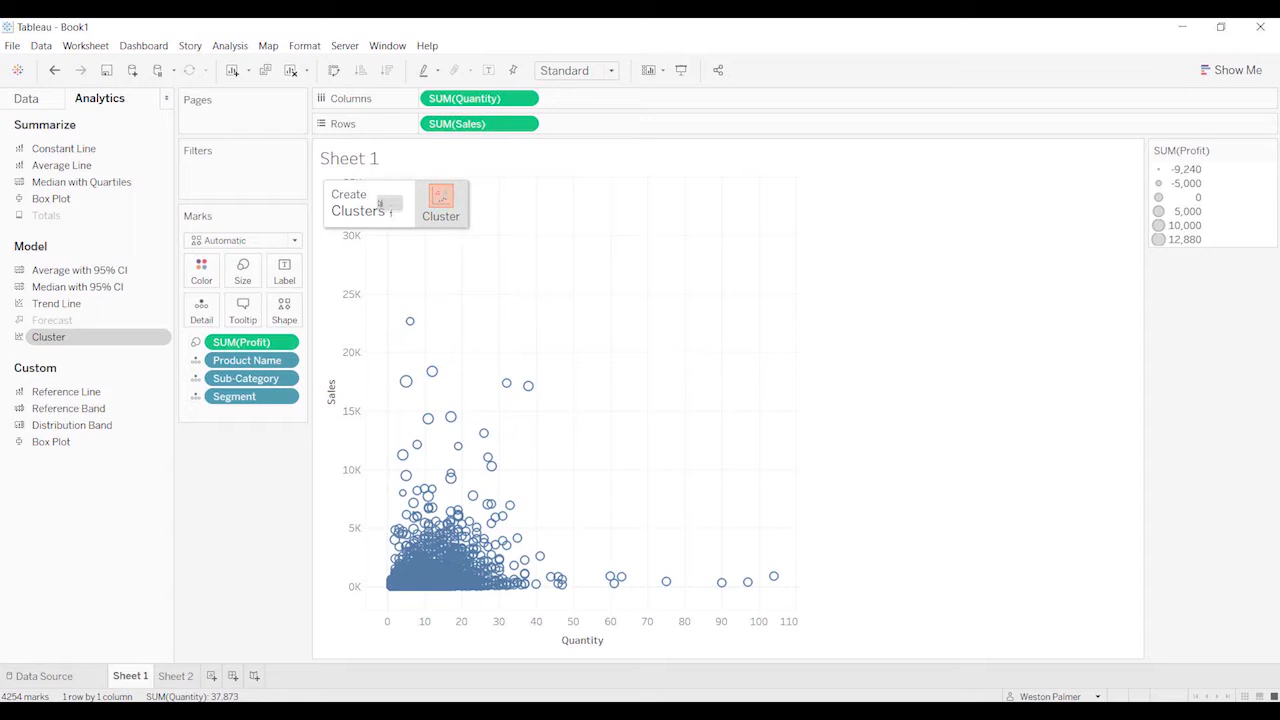 Tableau - Book1
File Data Worksheet Dashboard Story Analysis Map Format Server Window Help
Standard
Show Me
Data Analytics
Summarize
Constant Line
Average Line
Median with Quartiles
Box Plot
Totals
Model
Average with 95% CI
Median with 95% CI
Trend Line
Forecast
Cluster
Custom
Reference Line
Reference Band
Distribution Band
Box Plot
Pages
Filters
Marks
Automatic
Color Size Label
Detail Tooltip Shape
SUM(Profit)
Product Name
Sub-Category
Segment
Columns SUM(Quantity)
Rows SUM(Sales)
Sheet 1
Create
Clusters
Cluster
30K
25K
20K
15K
10K
5K
0K
Sales
0 10 20 30 40 50 60 70 80 90 100 110
Quantity
SUM(Profit)
-9,240
-5,000
0
5,000
10,000
12,880
Data Source Sheet 1 Sheet 2
4254 marks 1 row by 1 column SUM(Quantity): 37,873 Weston Palmer